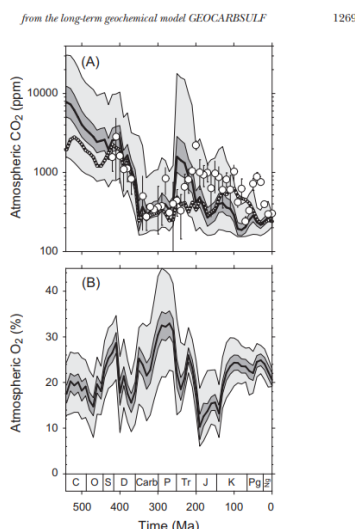 from the long-term geochemical model GEOCARBSULF 1269
(A)
Atmospheric CO2 (ppm)
10000
1000
100
(B)
Atmospheric O2 (%)
40
30
20
10
0
C O S D Carb P Tr J K Pg
500 400 300 200 100 0
Time (Ma)